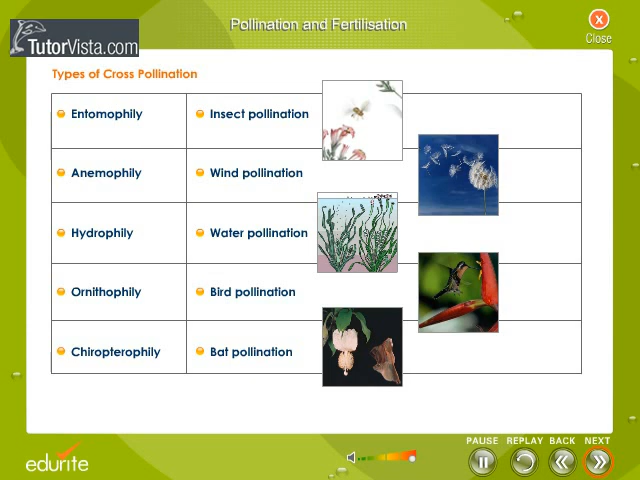 Pollination and Fertilisation
X
Close
TutorVista.com
Types of Cross Pollination
Entomophily Insect pollination
Anemophily Wind pollination
Hydrophily Water pollination
Ornithophily Bird pollination
Chiropterophily Bat pollination
PAUSE REPLAY BACK NEXT
edurite